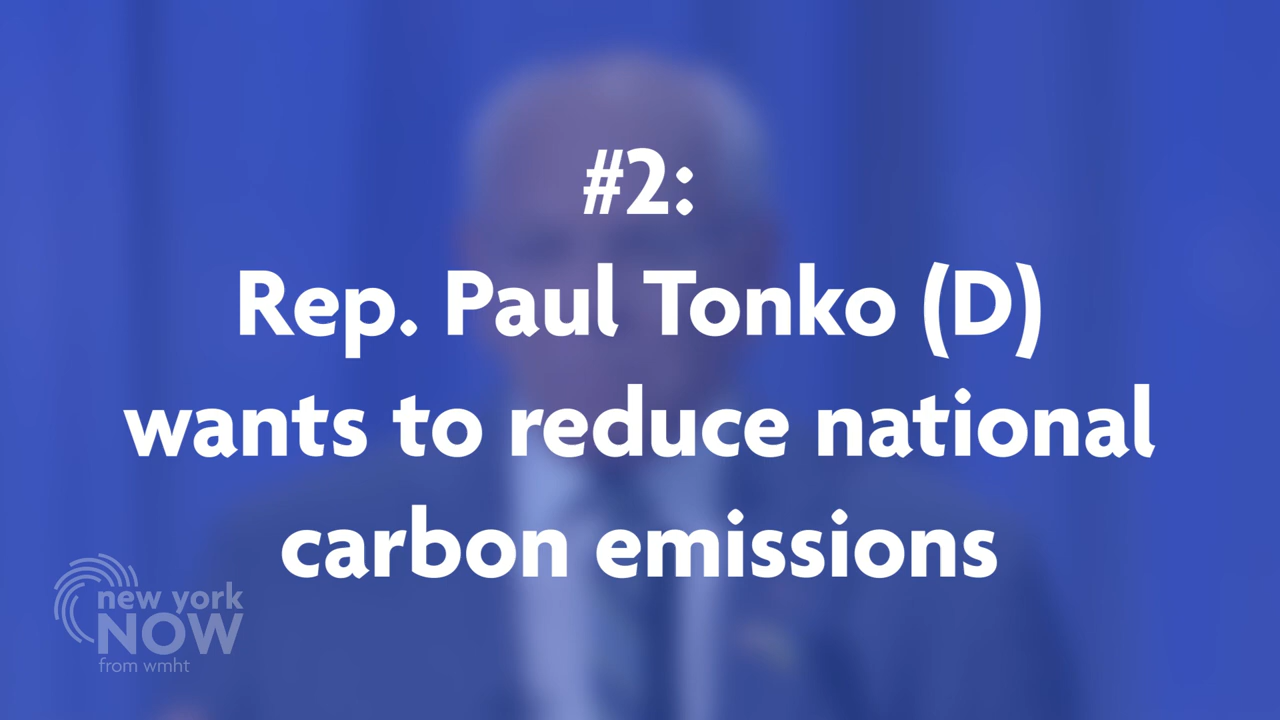 #2:
Rep. Paul Tonko (D)
wants to reduce national
carbon emissions
new york
NOW
from wmht